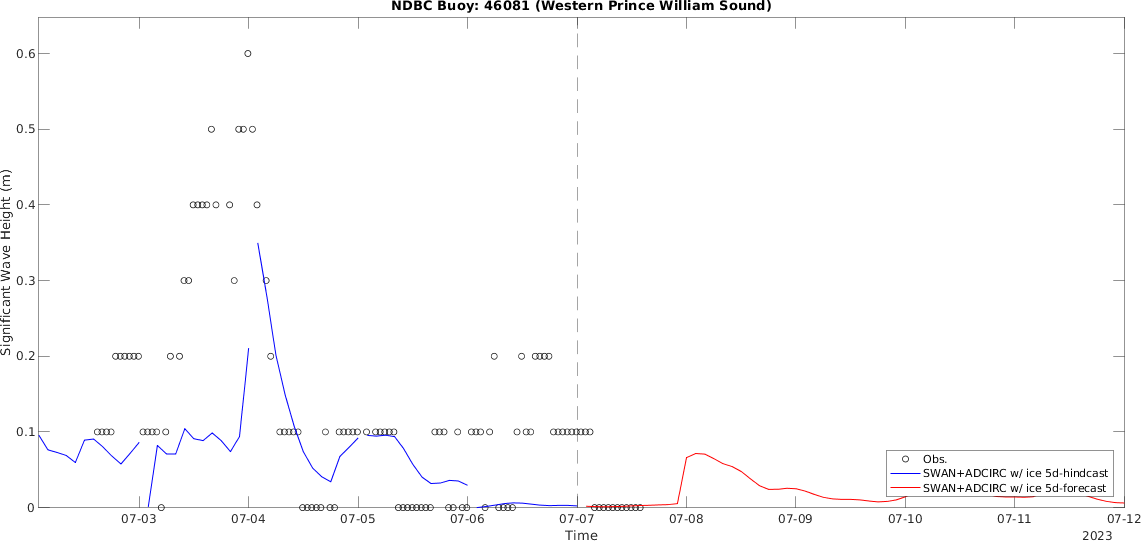 NDBC Buoy: 46081 (Western Prince William Sound)
Significant Wave Height (m)
0.6
0.5
0.4
0.3
0.2
0.1
0
Obs.
SWAN+ADCIRC w/ ice 5d-hindcast
SWAN+ADCIRC w/ ice 5d-forecast
07-03 07-04 07-05 07-06 07-07 07-08 07-09 07-10 07-11 07-12
Time
2023